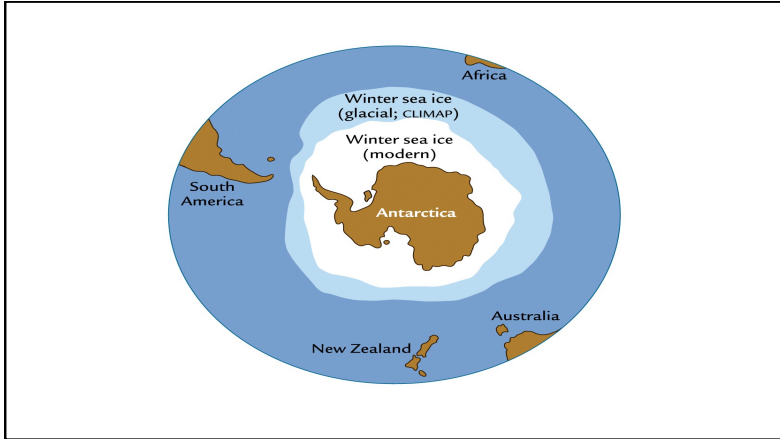 Africa
Winter sea ice
(glacial; CLIMAP)
Winter sea ice
(modern)
South
America
Antarctica
Australia
New Zealand